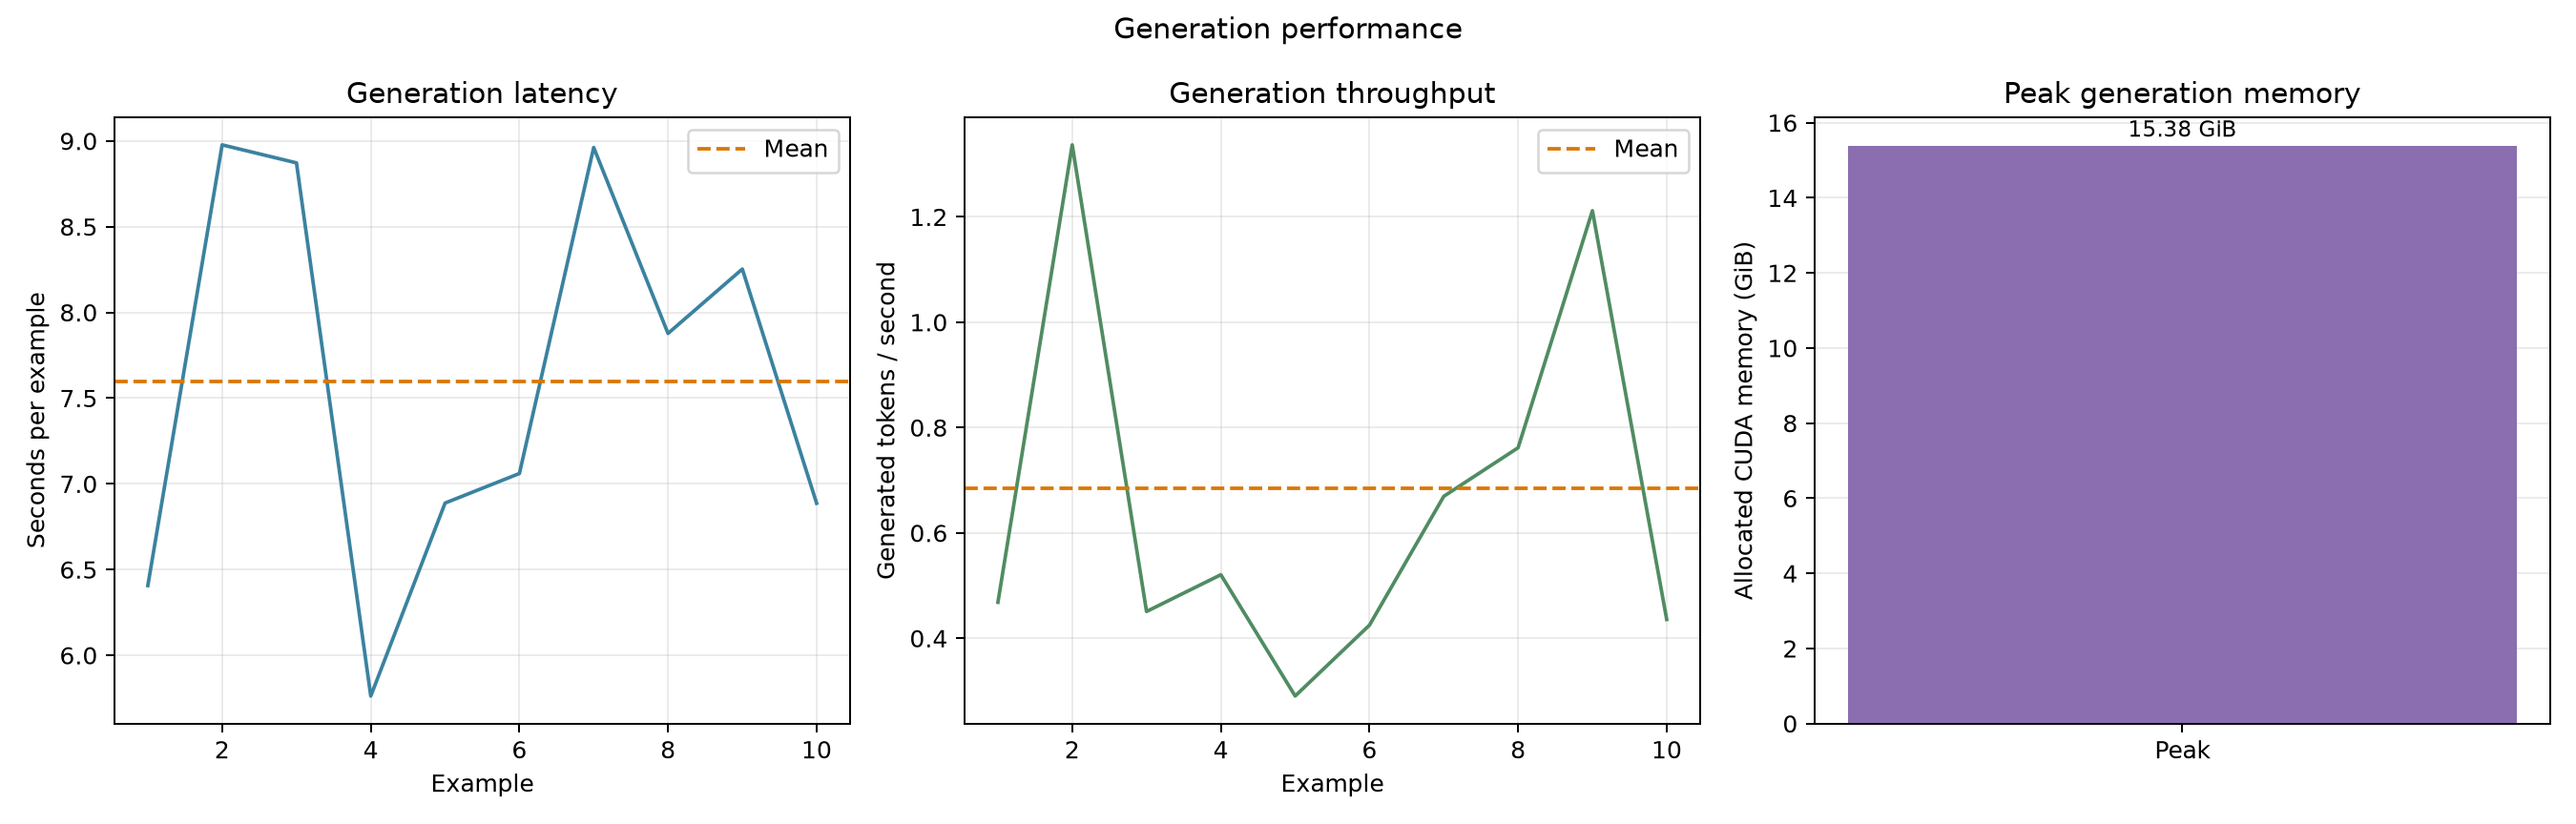 Generation performance
Generation latency
Seconds per example
9.0
8.5
8.0
7.5
7.0
6.5
6.0
2 4 6 8 10
Example
Mean
Generation throughput
Generated tokens / second
1.2
1.0
0.8
0.6
0.4
2 4 6 8 10
Example
Mean
Peak generation memory
Allocated CUDA memory (GiB)
16
14
12
10
8
6
4
2
0
15.38 GiB
Peak